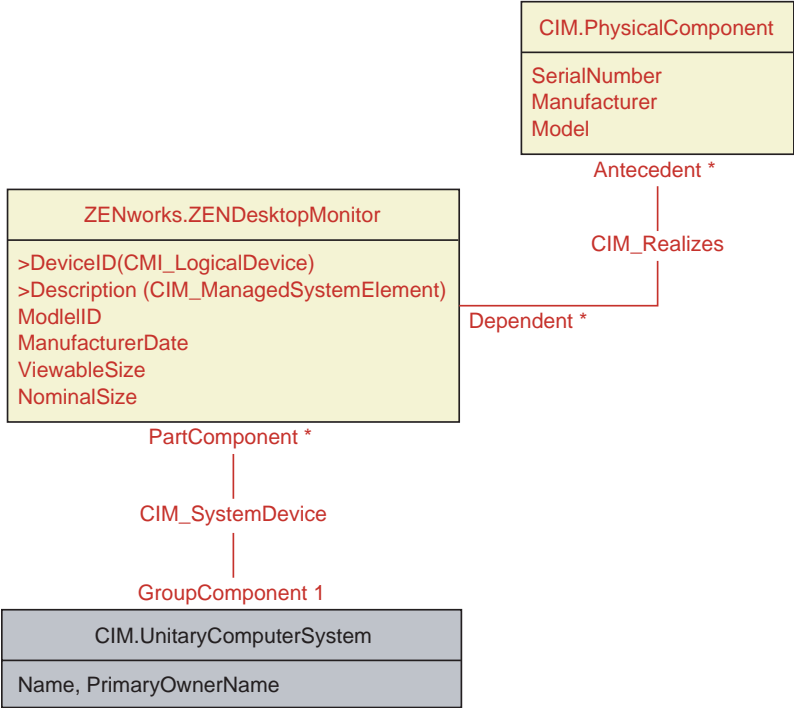 CIM.PhysicalComponent
SerialNumber
Manufacturer
Model
Antecedent *
CIM_Realizes
Dependent *
ZENworks.ZENDesktopMonitor
>DeviceID(CMI_LogicalDevice)
>Description (CIM_ManagedSystemElement)
ModlelID
ManufacturerDate
ViewableSize
NominalSize
PartComponent *
CIM_SystemDevice
GroupComponent 1
CIM.UnitaryComputerSystem
Name, PrimaryOwnerName